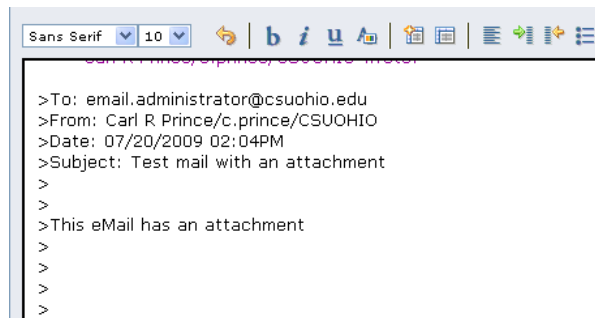 Sans Serif 10 b i u A
>To: email.administrator@csuohio.edu
>From: Carl R Prince/c.prince/CSUOHIO
>Date: 07/20/2009 02:04PM
>Subject: Test mail with an attachment
>
>
>This eMail has an attachment
>
>
>
>